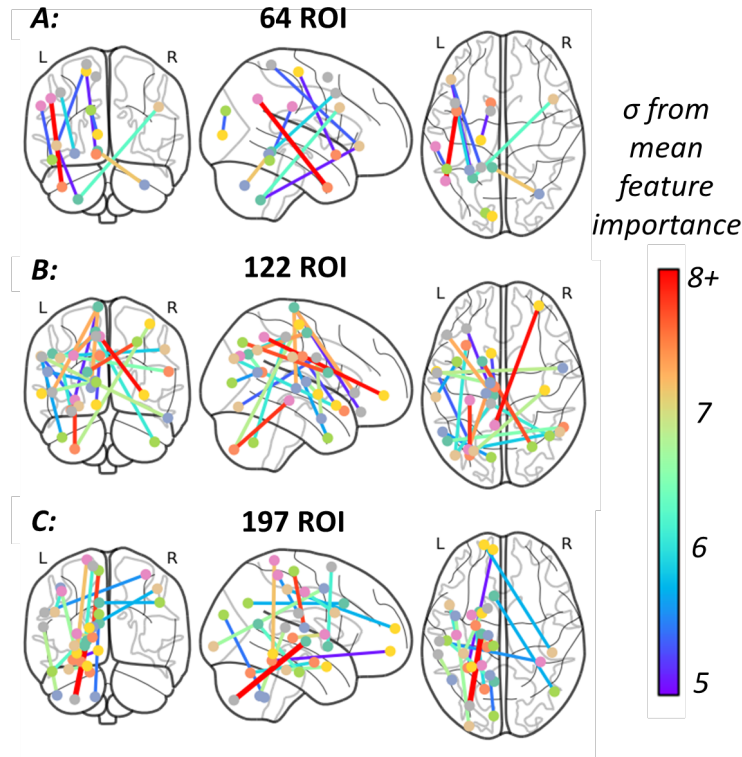 A: 64 ROI
L R L R
σ from
mean
feature
importance
B: 122 ROI
L R L R
8+
7
6
5
C: 197 ROI
L R L R